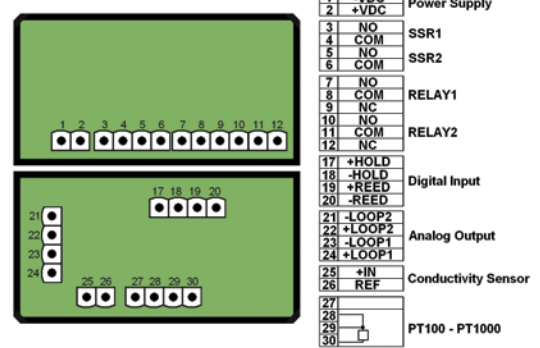 1 -VDC
2 +VDC
Power Supply
3 NO
4 COM
SSR1
5 NO
6 COM
SSR2
7 NO
8 COM
9 NC
RELAY1
10 NO
11 COM
12 NC
RELAY2
17 +HOLD
18 -HOLD
19 +REED
20 -REED
Digital Input
21 -LOOP2
22 +LOOP2
23 -LOOP1
24 +LOOP1
Analog Output
25 +IN
26 REF
Conductivity Sensor
27
28
29
30
PT100 - PT1000
1 2 3 4 5 6 7 8 9 10 11 12
17 18 19 20
21
22
23
24
25 26 27 28 29 30